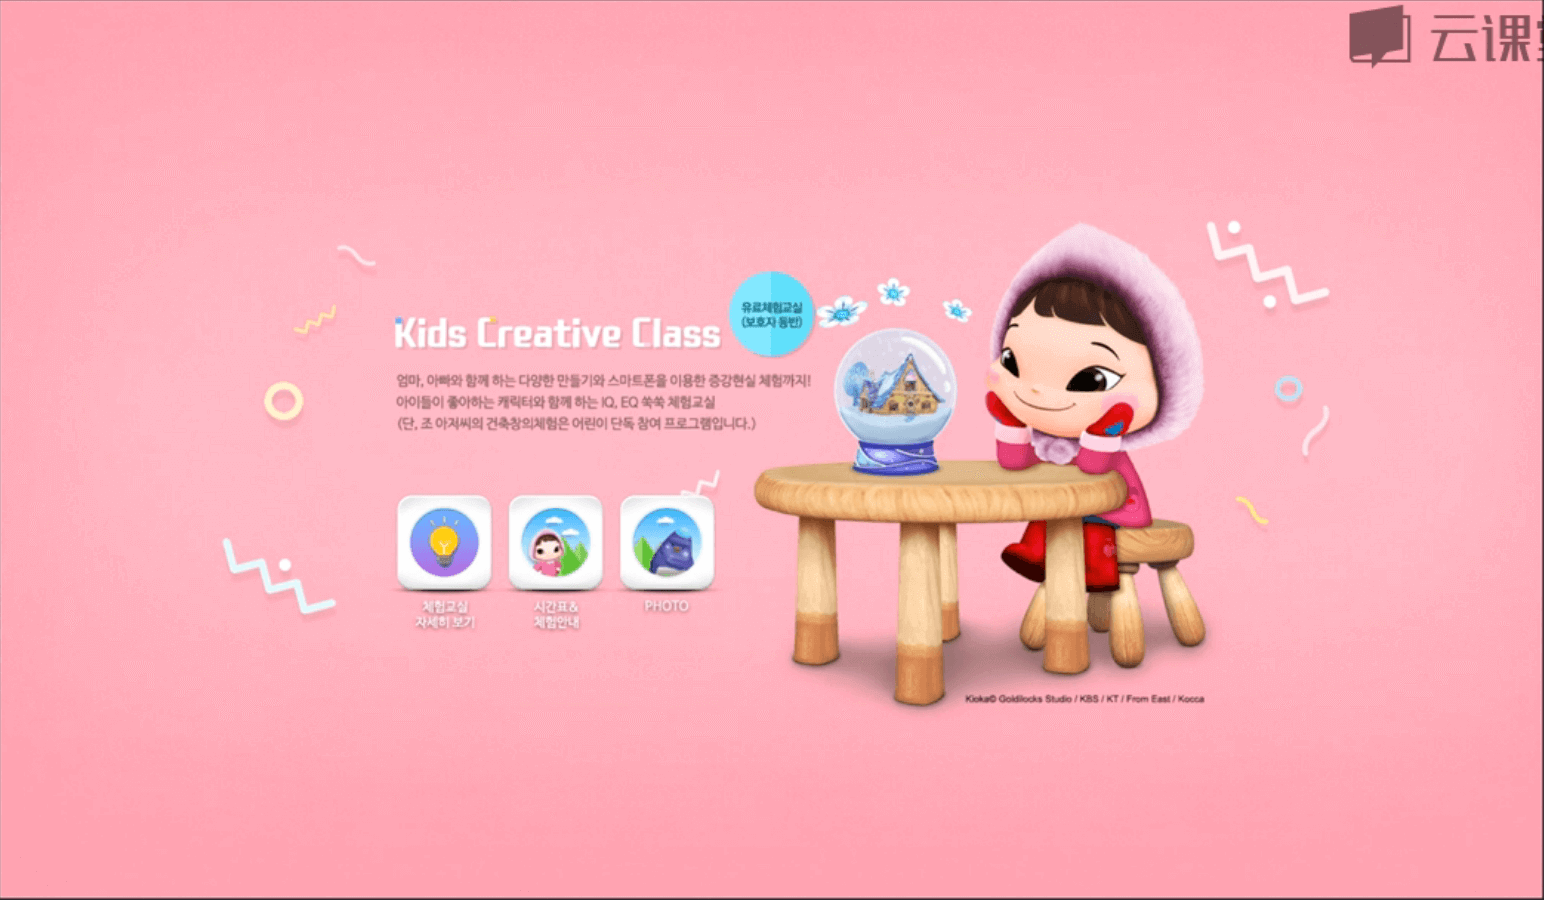 云课
Kids Creative Class
유료체험교실
(보호자 동반)
엄마, 아빠와 함께 하는 다양한 만들기와 스마트폰을 이용한 증강현실 체험까지!
아이들이 좋아하는 캐릭터와 함께 하는 IQ, EQ 쑥쑥 체험교실
(단, 조 아저씨의 건축창의체험은 어린이 단독 참여 프로그램입니다.)
체험교실
자세히 보기
시간표&
체험안내
PHOTO
Kioka© Goldilocks Studio / KBS / KT / From East / Kocca